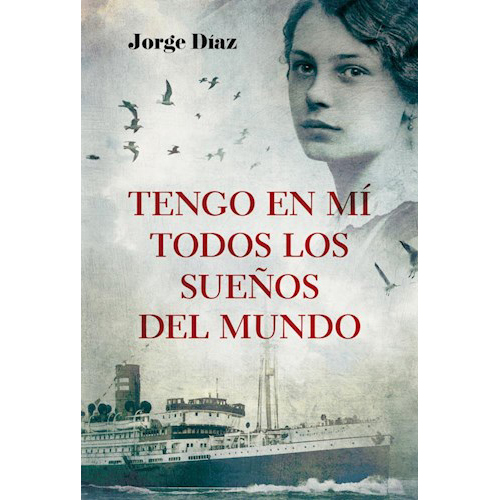 Jorge Díaz
TENGO EN MÍ
TODOS LOS
SUEÑOS
DEL MUNDO